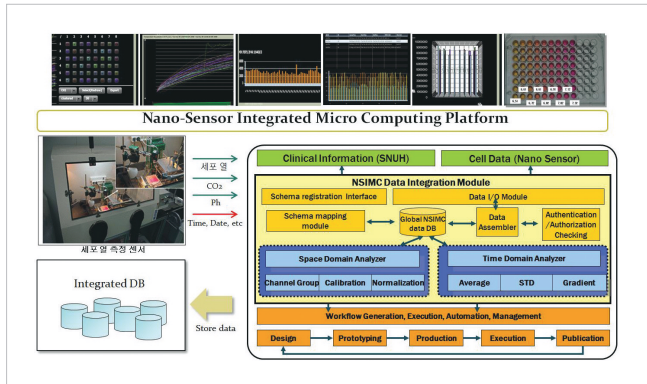 Nano-Sensor Integrated Micro Computing Platform
세포 열
CO₂
Ph
Time, Date, etc
세포 열 측정 센서
Clinical Information (SNUH)
Cell Data (Nano Sensor)
NSIMC Data Integration Module
Schema registration Interface
Data I/O Module
Schema mapping
module
Global NSIMC
data DB
Data
Assembler
Authentication
/Authorization
Checking
Space Domain Analyzer
Time Domain Analyzer
Channel Group
Calibration
Normalization
Average
STD
Gradient
Integrated DB
Store data
Workflow Generation, Execution, Automation, Management
Design
Prototyping
Production
Execution
Publication